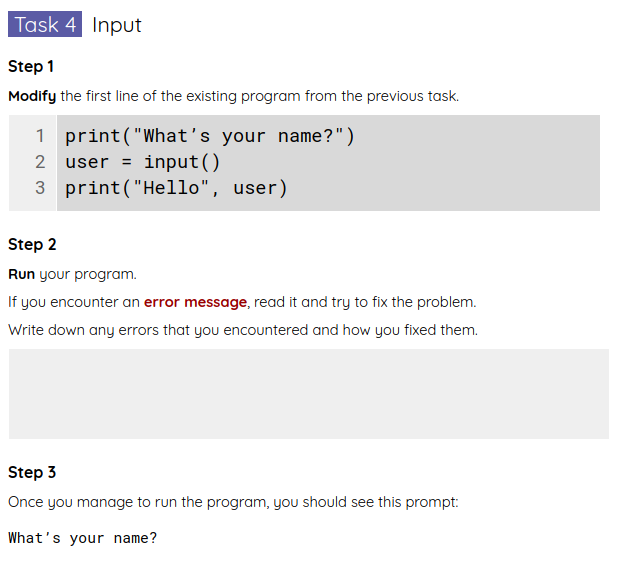 Task 4 Input
Step 1
Modify the first line of the existing program from the previous task.
1 print("What's your name?")
2 user = input()
3 print("Hello", user)
Step 2
Run your program.
If you encounter an error message, read it and try to fix the problem.
Write down any errors that you encountered and how you fixed them.
Step 3
Once you manage to run the program, you should see this prompt:
What's your name?